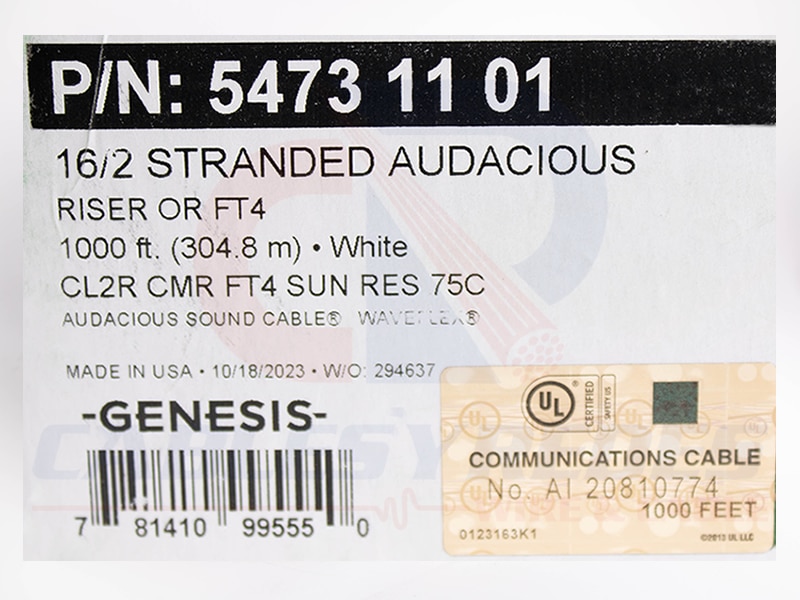 P/N: 5473 11 01
16/2 STRANDED AUDACIOUS
RISER OR FT4
1000 ft. (304.8 m) • White
CL2R CMR FT4 SUN RES 75C
AUDACIOUS SOUND CABLE® WAVEFLEX®
MADE IN USA • 10/18/2023 • W/O: 294637
-GENESIS-
7 81410 99555 0
UL® CERTIFIED SAFETY US
COMMUNICATIONS CABLE
No. AI 20810774
1000 FEET
0123163K1 ©2013 UL LLC